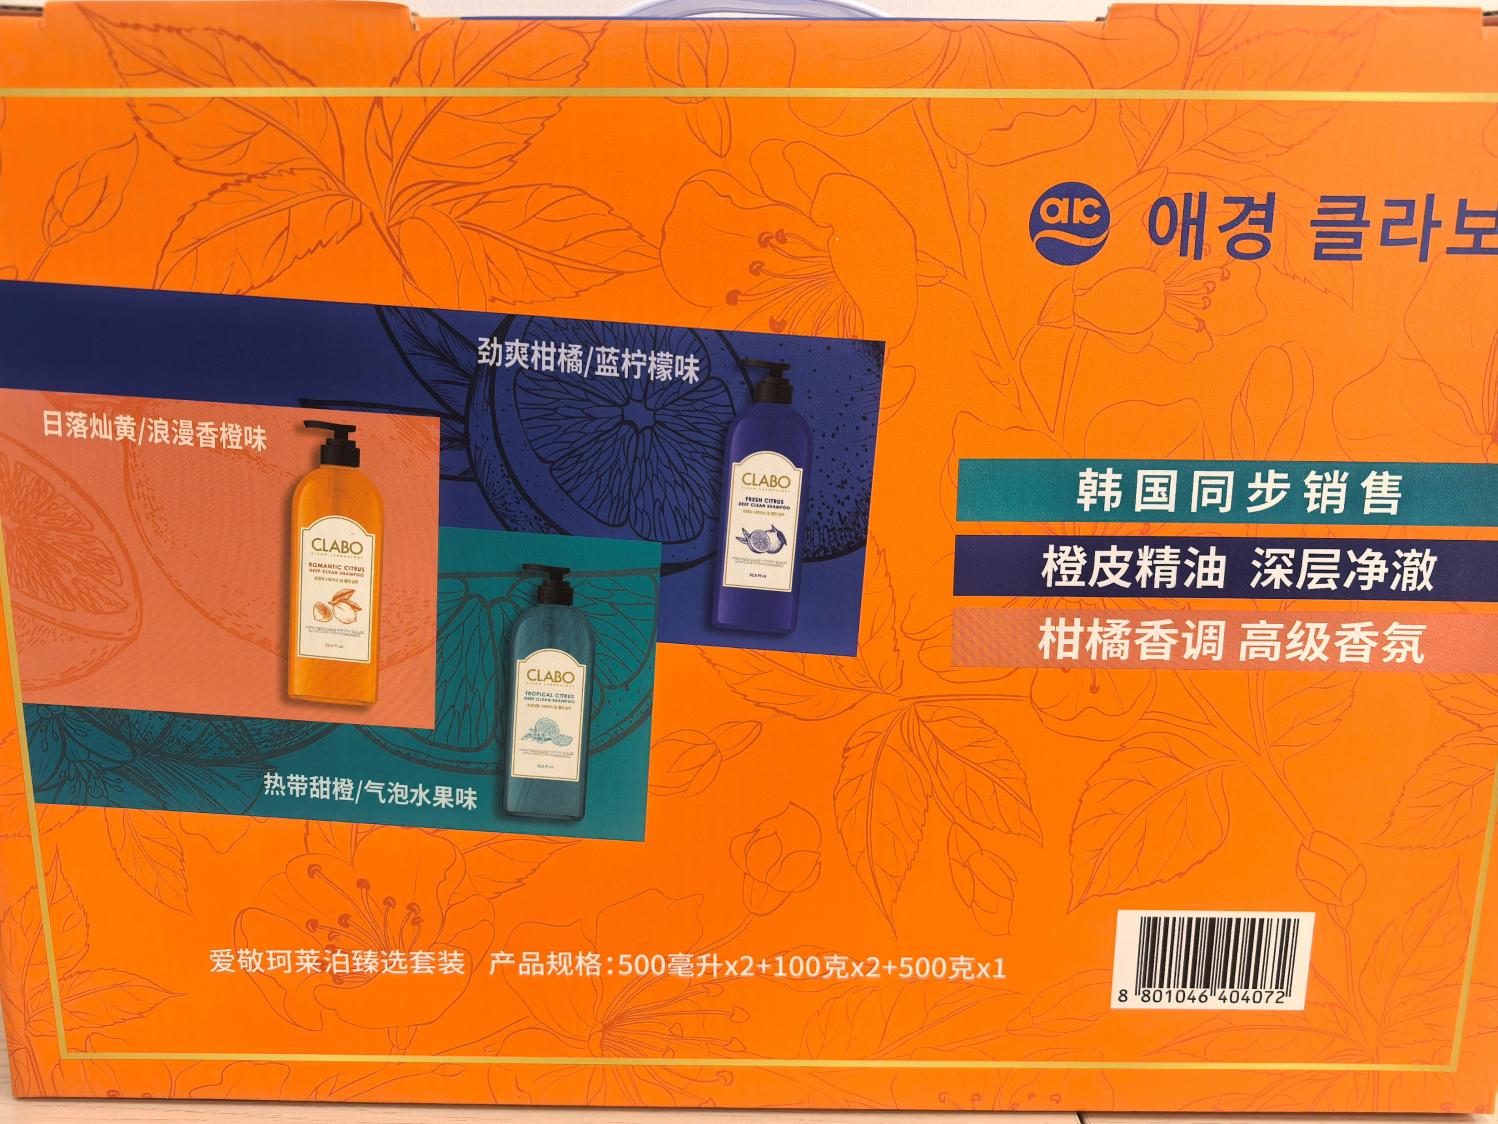 aıc 애경 클라보
劲爽柑橘/蓝柠檬味
日落灿黄/浪漫香橙味
CLABO
FRESH CITRUS
DEEP CLEAN SHAMPOO
CLABO
ROMANTIC CITRUS
DEEP CLEAN SHAMPOO
CLABO
TROPICAL CITRUS
DEEP CLEAN SHAMPOO
热带甜橙/气泡水果味
韩国同步销售
橙皮精油 深层净澈
柑橘香调 高级香氛
爱敬珂莱泊臻选套装 产品规格:500毫升x2+100克x2+500克x1
8 801046 404072